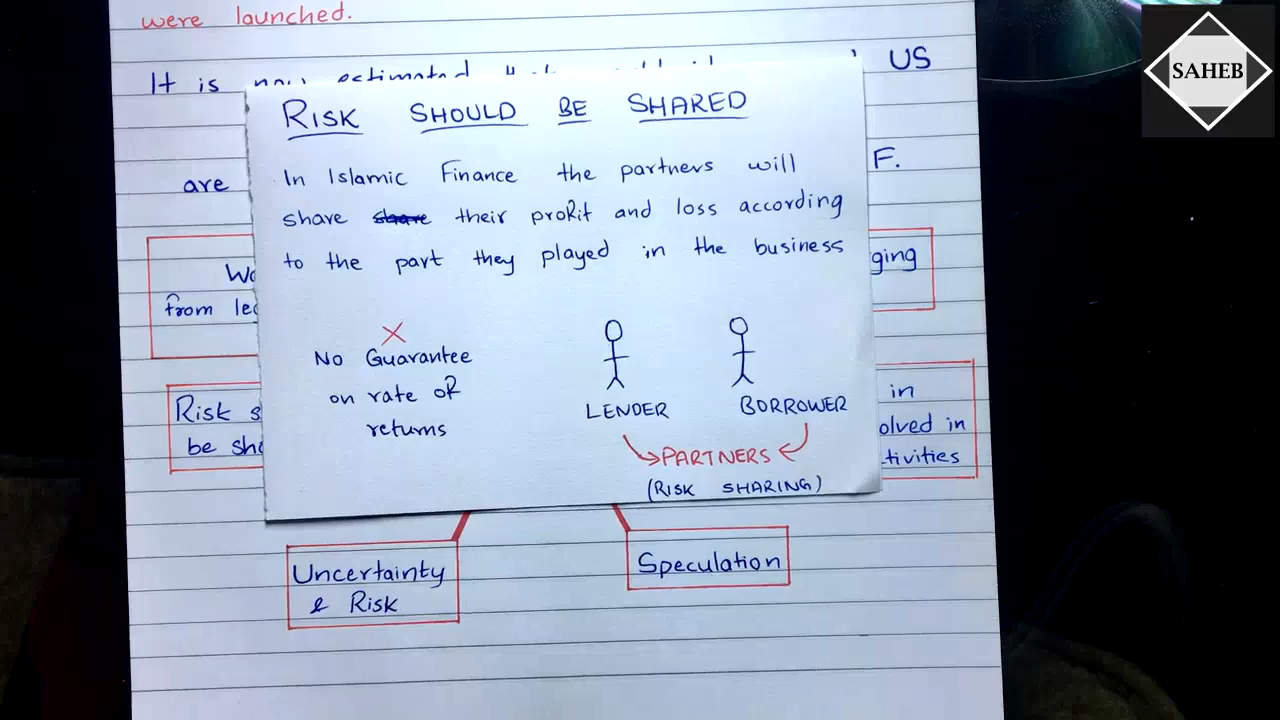 were launched.
It is now estimated US
SAHEB
RISK SHOULD BE SHARED
are F.
In Islamic Finance the partners will
share share their profit and loss according
to the part they played in the business
ging
from
No Guarantee
on rate of
returns
LENDER BORROWER
Risk in
be olved in
PARTNERS tivities
(RISK SHARING)
Uncertainty
& Risk
Speculation